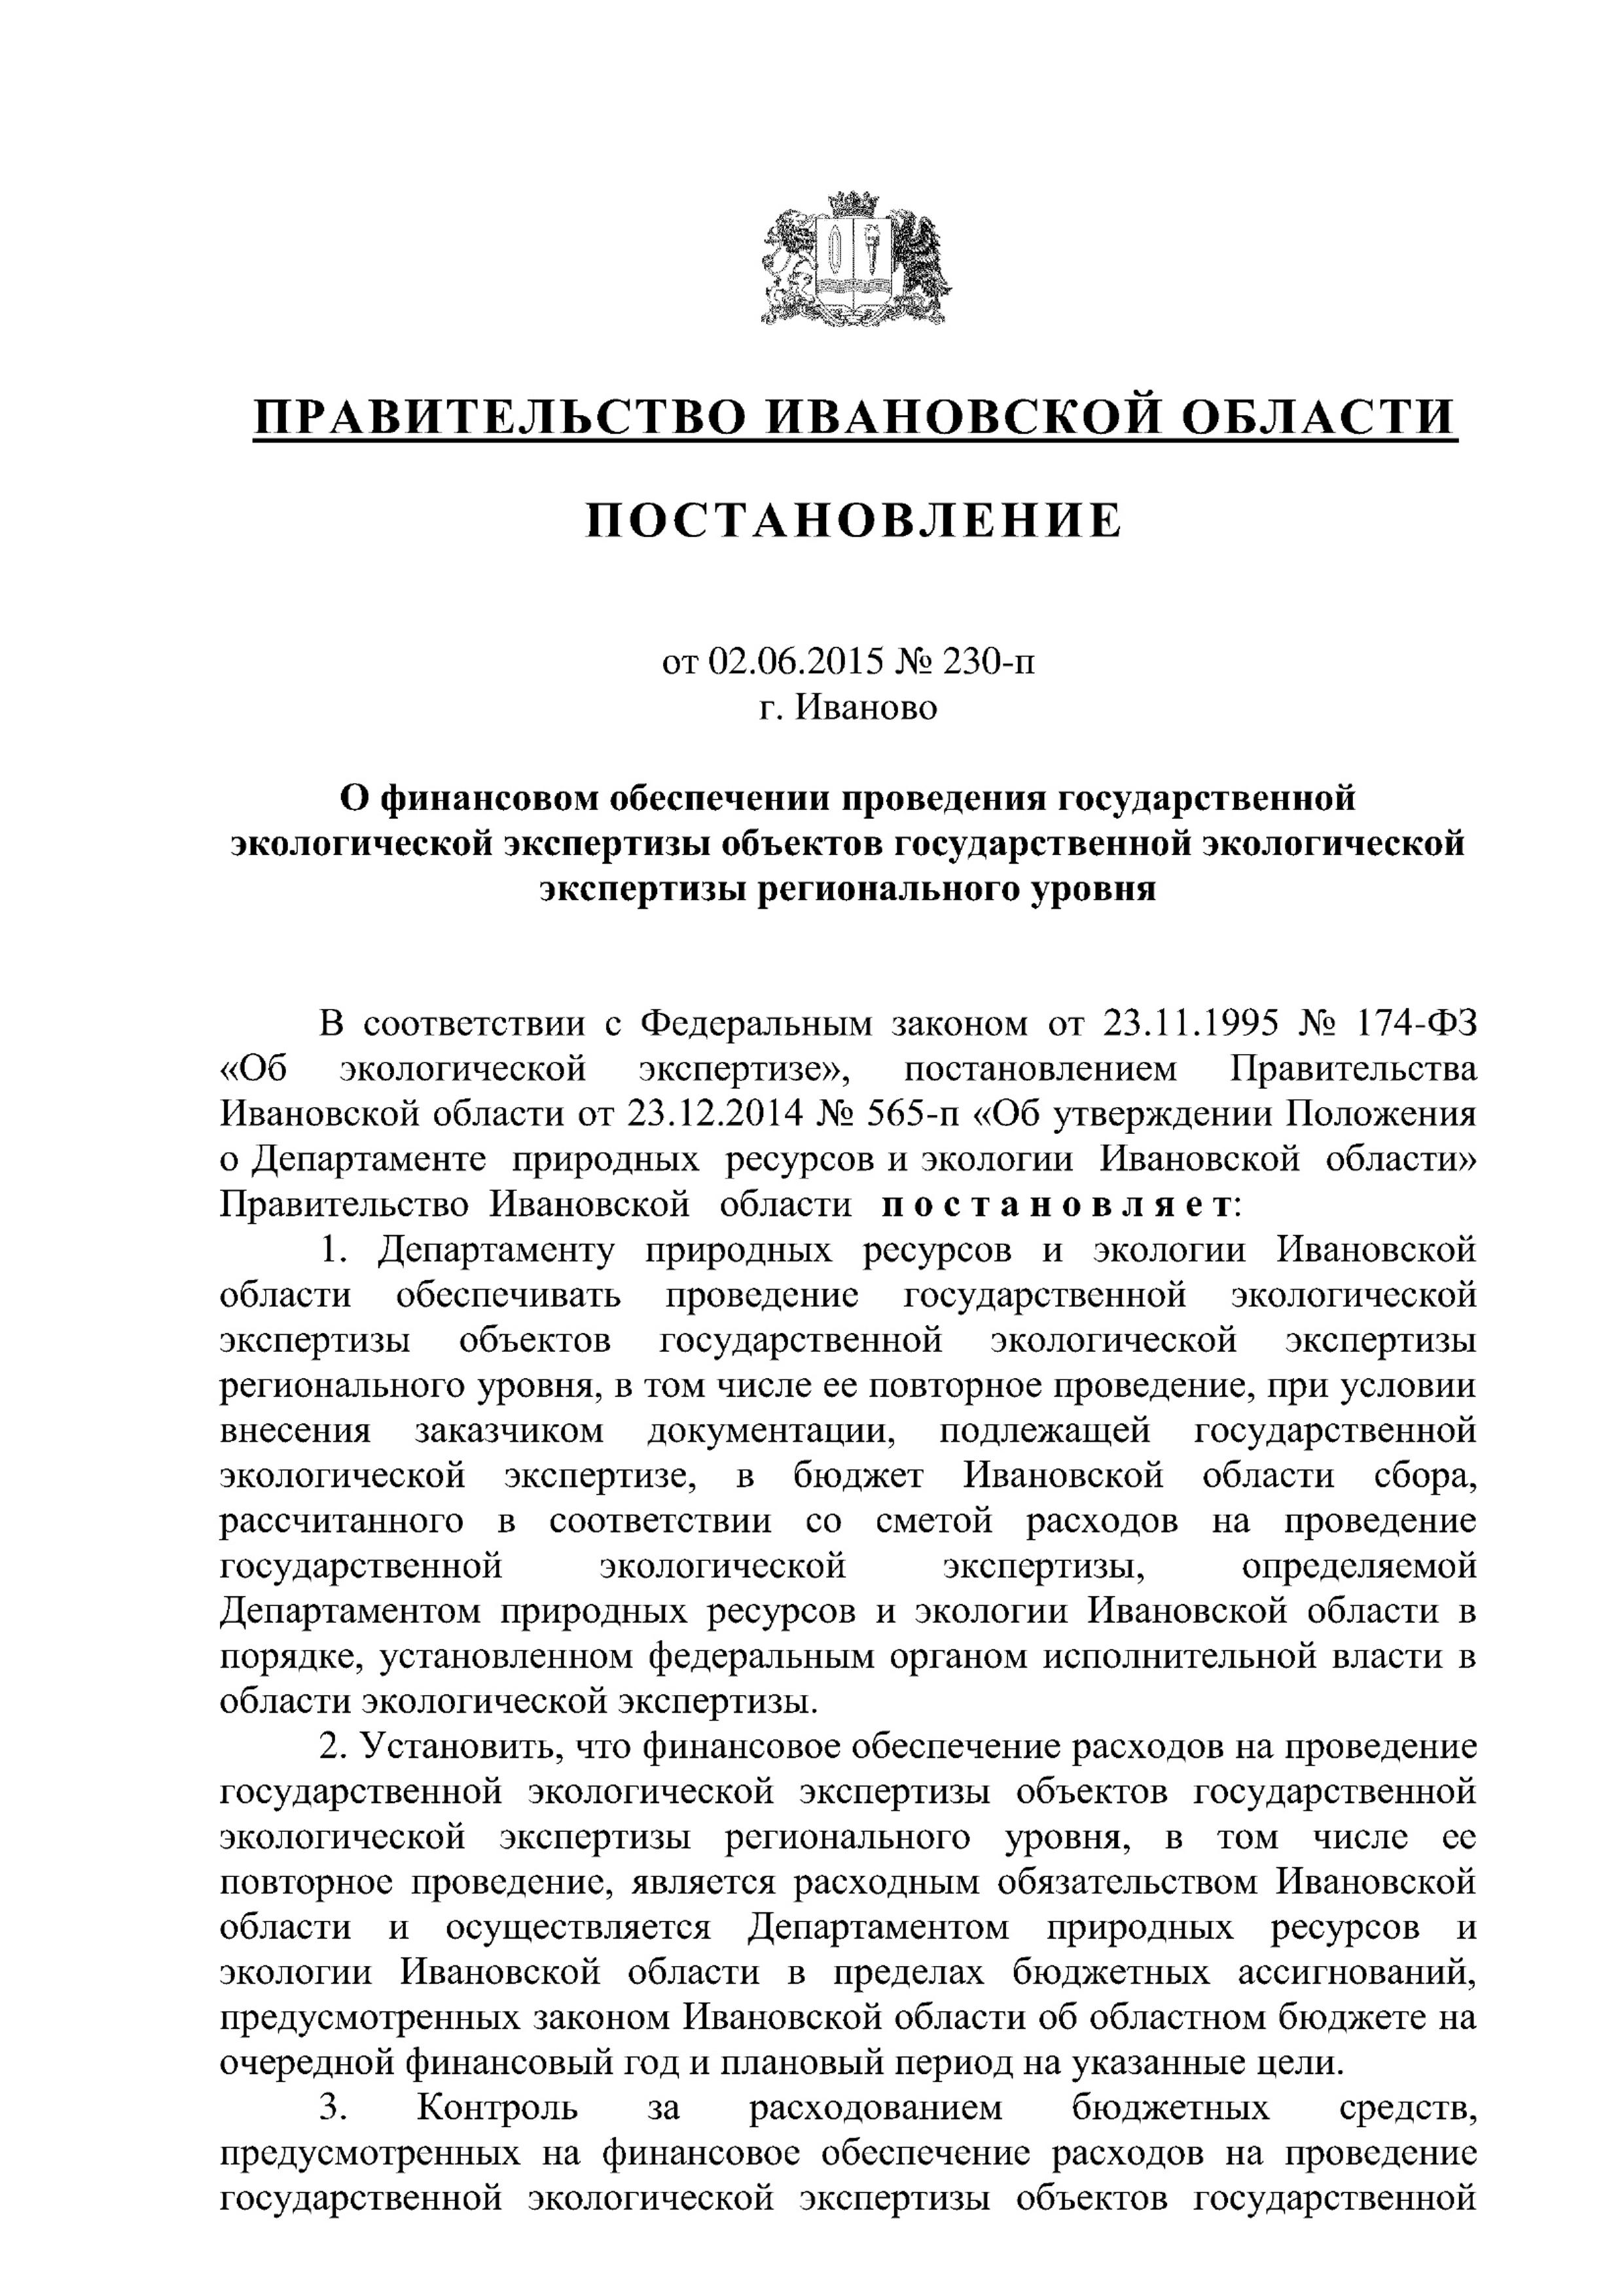 ПРАВИТЕЛЬСТВО ИВАНОВСКОЙ ОБЛАСТИ
ПОСТАНОВЛЕНИЕ
от 02.06.2015 № 230-п
г. Иваново
О финансовом обеспечении проведения государственной
экологической экспертизы объектов государственной экологической
экспертизы регионального уровня
В соответствии с Федеральным законом от 23.11.1995 № 174-ФЗ
«Об экологической экспертизе», постановлением Правительства
Ивановской области от 23.12.2014 № 565-п «Об утверждении Положения
о Департаменте природных ресурсов и экологии Ивановской области»
Правительство Ивановской области п о с т а н о в л я е т:
1. Департаменту природных ресурсов и экологии Ивановской
области обеспечивать проведение государственной экологической
экспертизы объектов государственной экологической экспертизы
регионального уровня, в том числе ее повторное проведение, при условии
внесения заказчиком документации, подлежащей государственной
экологической экспертизе, в бюджет Ивановской области сбора,
рассчитанного в соответствии со сметой расходов на проведение
государственной экологической экспертизы, определяемой
Департаментом природных ресурсов и экологии Ивановской области в
порядке, установленном федеральным органом исполнительной власти в
области экологической экспертизы.
2. Установить, что финансовое обеспечение расходов на проведение
государственной экологической экспертизы объектов государственной
экологической экспертизы регионального уровня, в том числе ее
повторное проведение, является расходным обязательством Ивановской
области и осуществляется Департаментом природных ресурсов и
экологии Ивановской области в пределах бюджетных ассигнований,
предусмотренных законом Ивановской области об областном бюджете на
очередной финансовый год и плановый период на указанные цели.
3. Контроль за расходованием бюджетных средств,
предусмотренных на финансовое обеспечение расходов на проведение
государственной экологической экспертизы объектов государственной